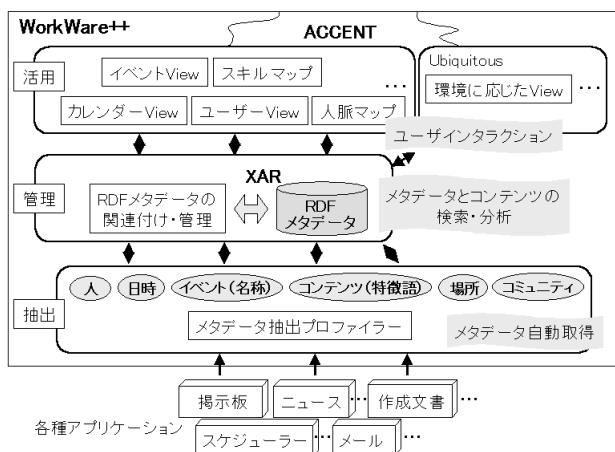 WorkWare++
ACCENT
活用
イベントView
スキルマップ
…
カレンダーView
ユーザーView
人脈マップ
Ubiquitous
環境に応じたView
…
ユーザインタラクション
XAR
管理
RDFメタデータの
関連付け・管理
RDF
メタデータ
メタデータとコンテンツの
検索・分析
人
日時
イベント(名称)
コンテンツ(特徴語)
場所
コミュニティ
抽出
メタデータ抽出プロファイラー
メタデータ自動取得
掲示板
ニュース…
作成文書…
各種アプリケーション
スケジューラー…
メール…